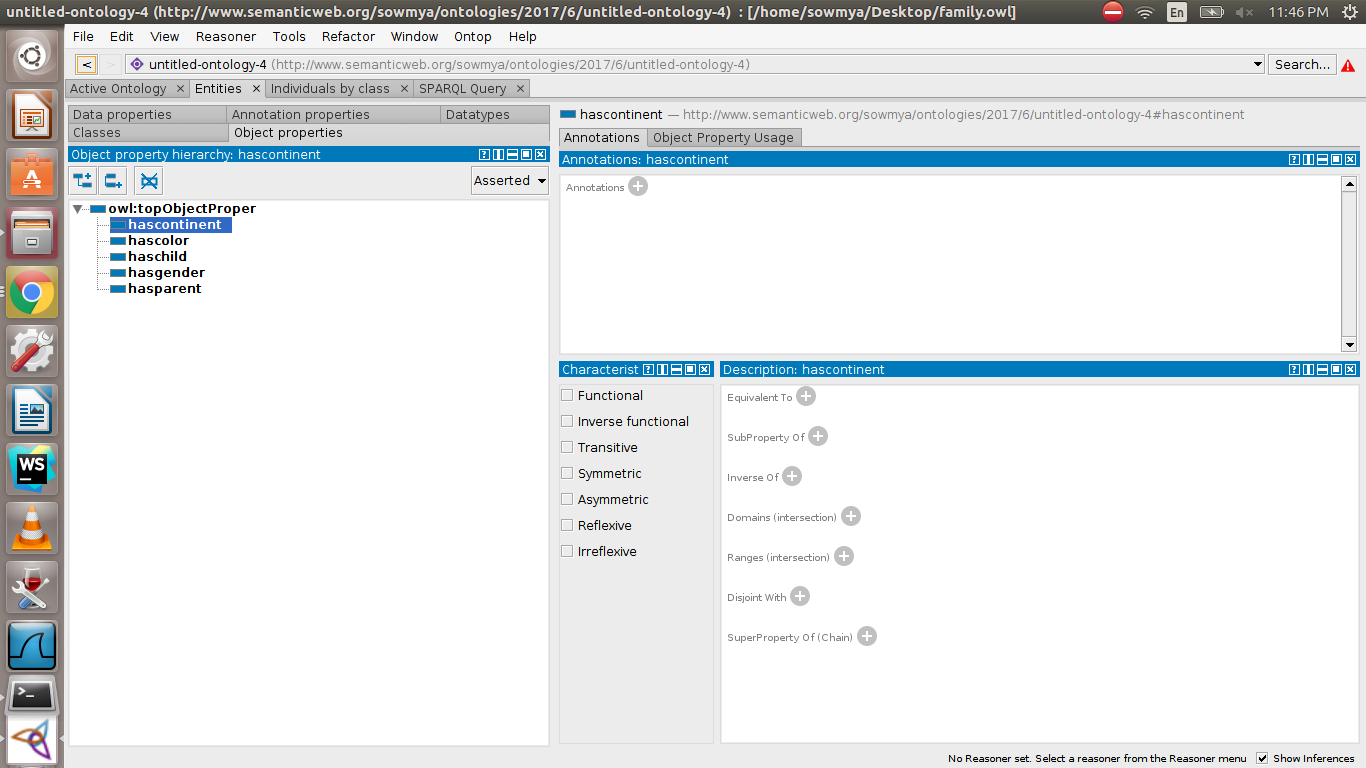 untitled-ontology-4 (http://www.semanticweb.org/sowmya/ontologies/2017/6/untitled-ontology-4) : [/home/sowmya/Desktop/family.owl]
En
11:46 PM
File Edit View Reasoner Tools Refactor Window Ontop Help
< > untitled-ontology-4 (http://www.semanticweb.org/sowmya/ontologies/2017/6/untitled-ontology-4) Search...
Active Ontology × Entities × Individuals by class × SPARQL Query ×
Data properties Annotation properties Datatypes
Classes Object properties
Object property hierarchy: hascontinent
Asserted
owl:topObjectProper
hascontinent
hascolor
haschild
hasgender
hasparent
hascontinent — http://www.semanticweb.org/sowmya/ontologies/2017/6/untitled-ontology-4#hascontinent
Annotations Object Property Usage
Annotations: hascontinent
Annotations
Characterist
Functional
Inverse functional
Transitive
Symmetric
Asymmetric
Reflexive
Irreflexive
Description: hascontinent
Equivalent To
SubProperty Of
Inverse Of
Domains (intersection)
Ranges (intersection)
Disjoint With
SuperProperty Of (Chain)
WS
No Reasoner set. Select a reasoner from the Reasoner menu Show Inferences